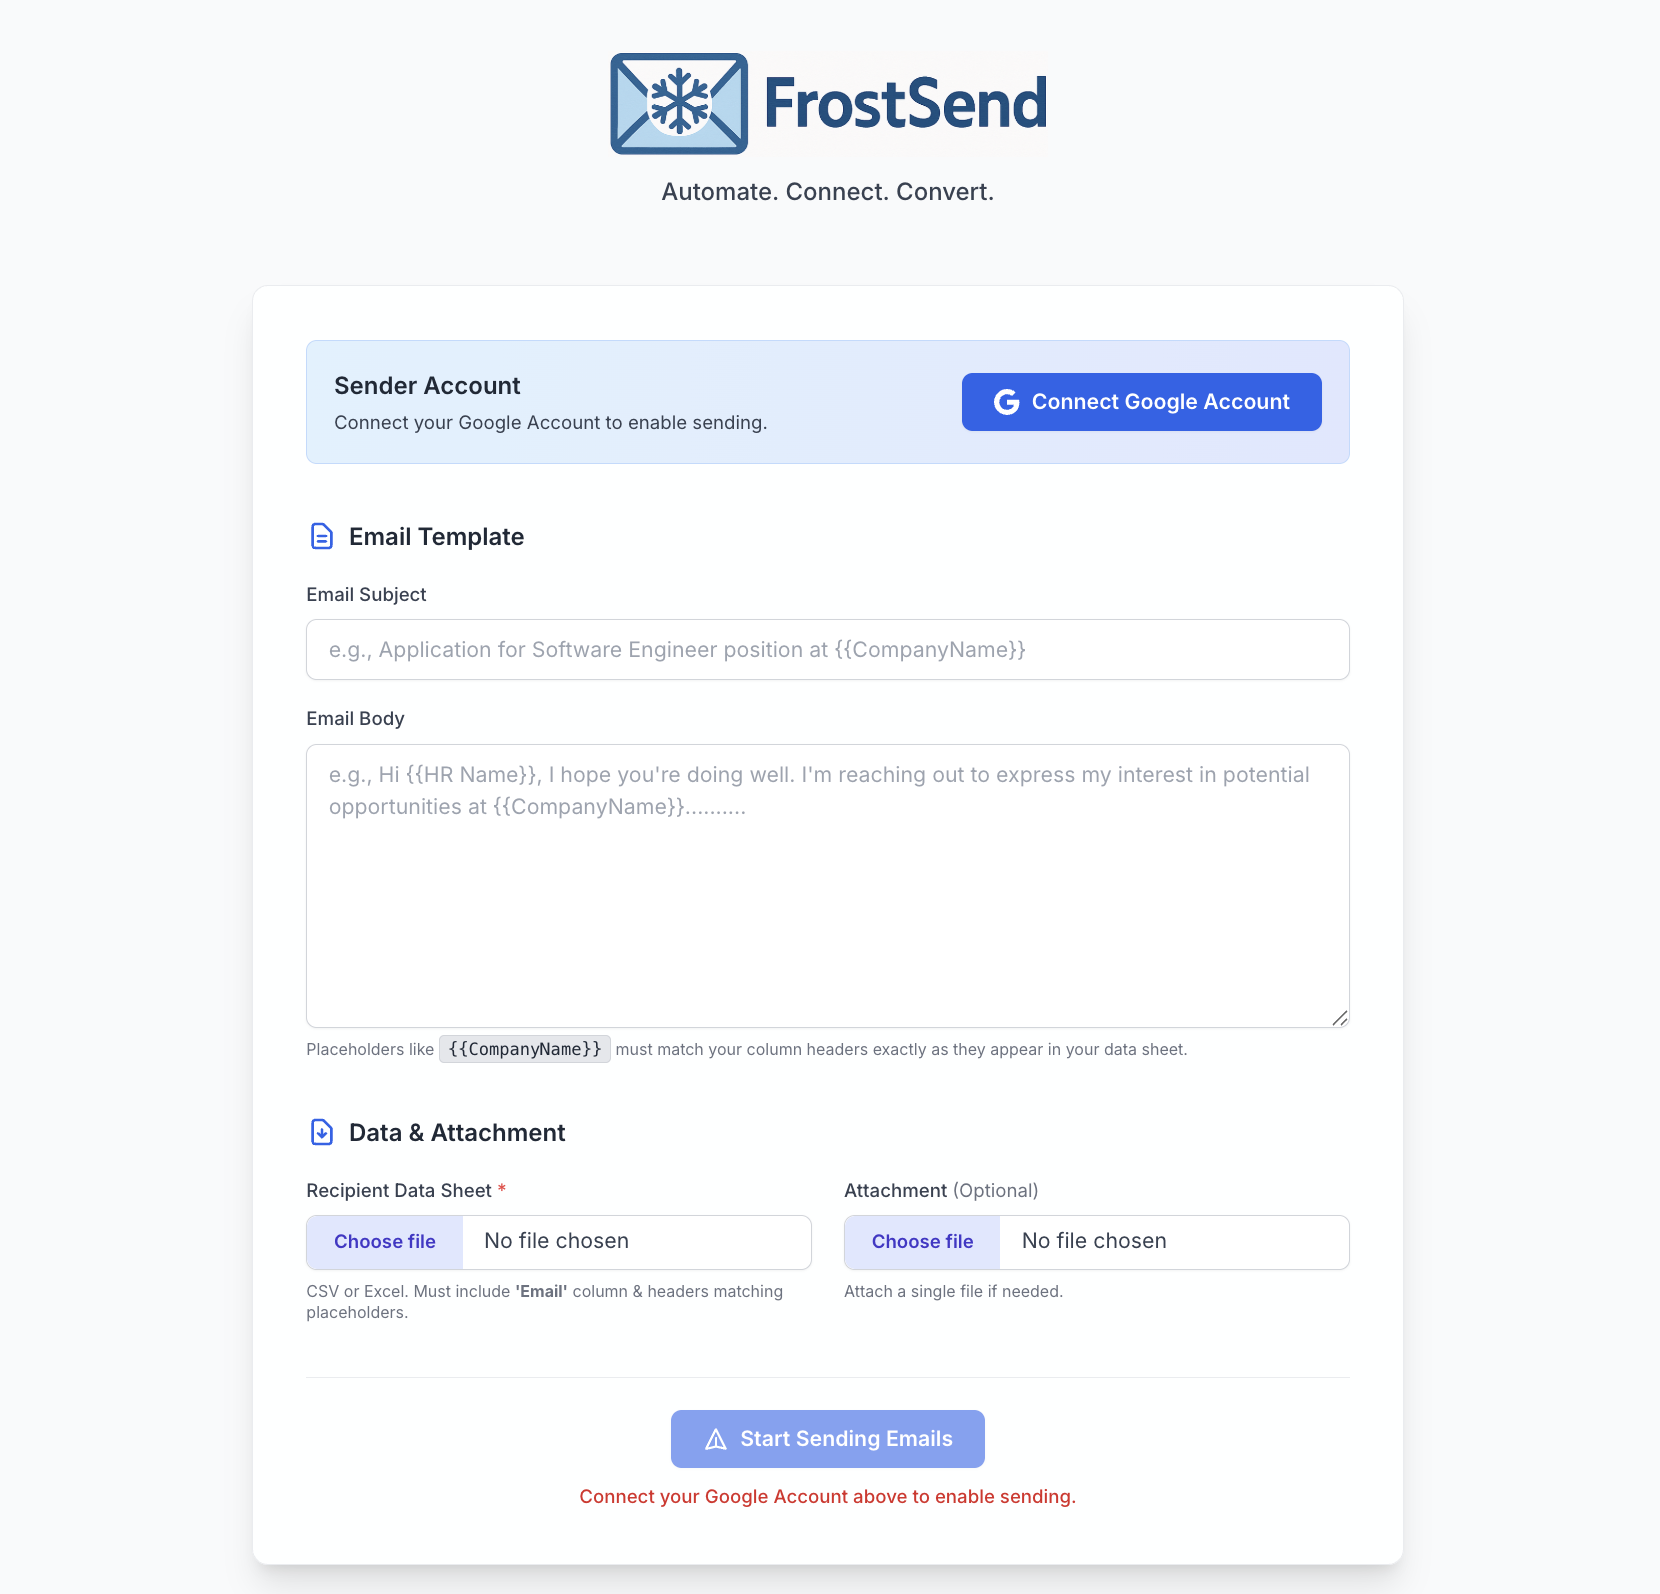 FrostSend
Automate. Connect. Convert.
Sender Account
Connect your Google Account to enable sending.
Connect Google Account
Email Template
Email Subject
e.g., Application for Software Engineer position at {{CompanyName}}
Email Body
e.g., Hi {{HR Name}}, I hope you're doing well. I'm reaching out to express my interest in potential
opportunities at {{CompanyName}}..........
Placeholders like {{CompanyName}} must match your column headers exactly as they appear in your data sheet.
Data & Attachment
Recipient Data Sheet *
Choose file No file chosen
CSV or Excel. Must include 'Email' column & headers matching
placeholders.
Attachment (Optional)
Choose file No file chosen
Attach a single file if needed.
Start Sending Emails
Connect your Google Account above to enable sending.